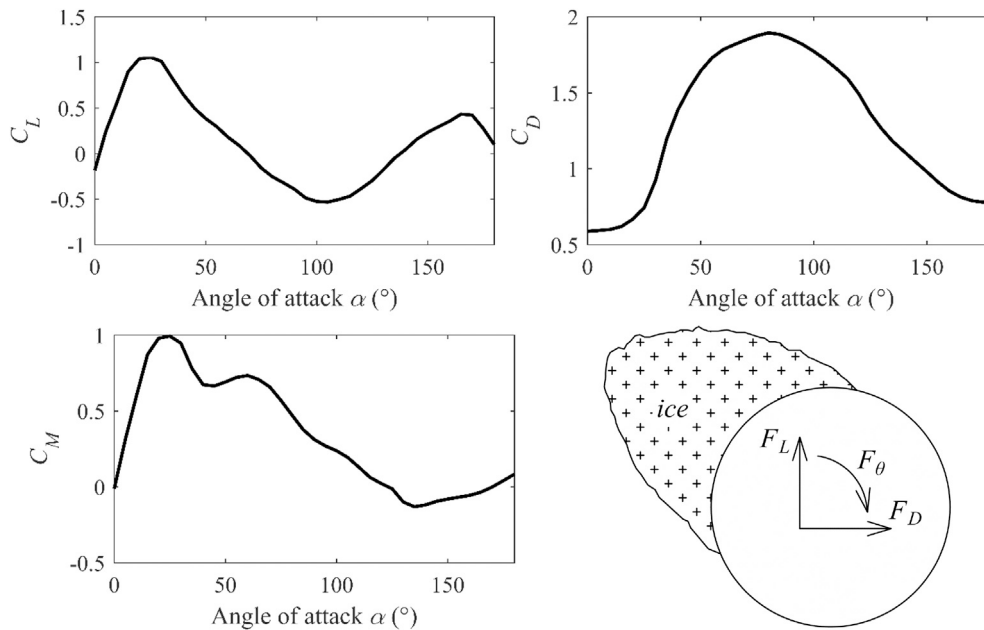 1.5
1
0.5
0
-0.5
-1
C_L
0 50 100 150
Angle of attack α (°)
2
1.5
1
0.5
C_D
0 50 100 150
Angle of attack α (°)
1
0.5
0
-0.5
C_M
0 50 100 150
Angle of attack α (°)
ice
F_L
F_θ
F_D